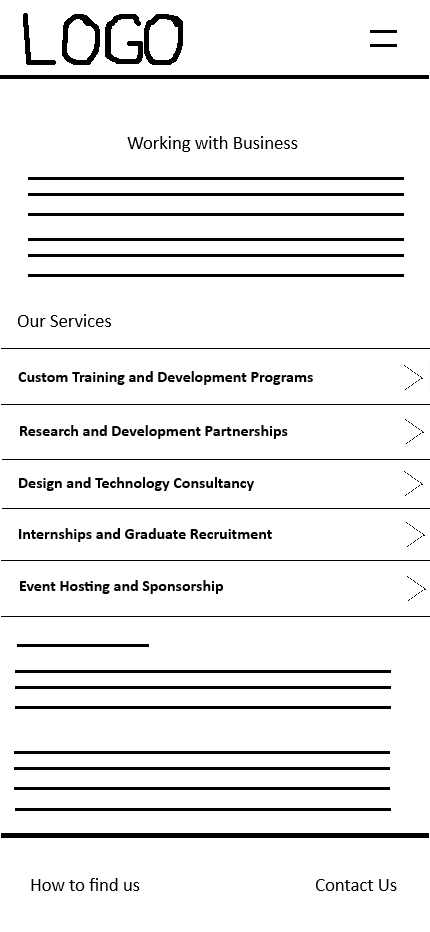 LOGO
Working with Business
Our Services
Custom Training and Development Programs
Research and Development Partnerships
Design and Technology Consultancy
Internships and Graduate Recruitment
Event Hosting and Sponsorship
How to find us
Contact Us